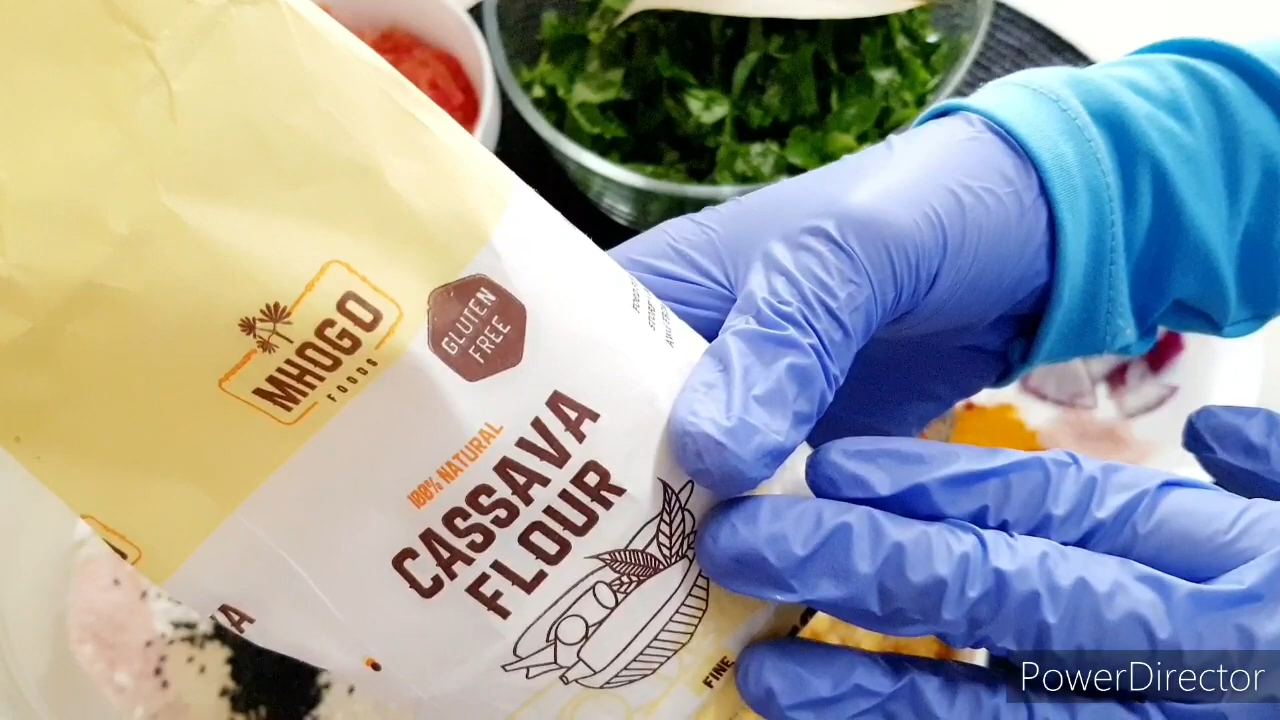 MHOGO
FOODS
GLUTEN
FREE
100% NATURAL
CASSAVA
FLOUR
FINE
PowerDirector